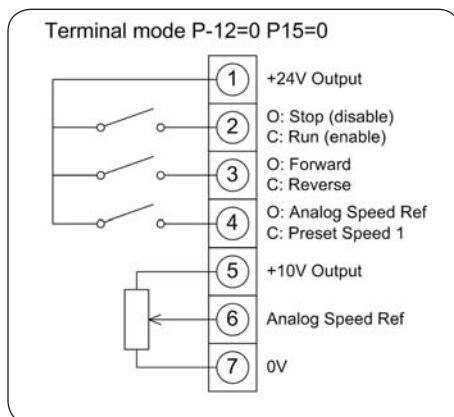 Terminal mode P-12=0 P15=0
1 +24V Output
2 O: Stop (disable)
C: Run (enable)
3 O: Forward
C: Reverse
4 O: Analog Speed Ref
C: Preset Speed 1
5 +10V Output
6 Analog Speed Ref
7 0V